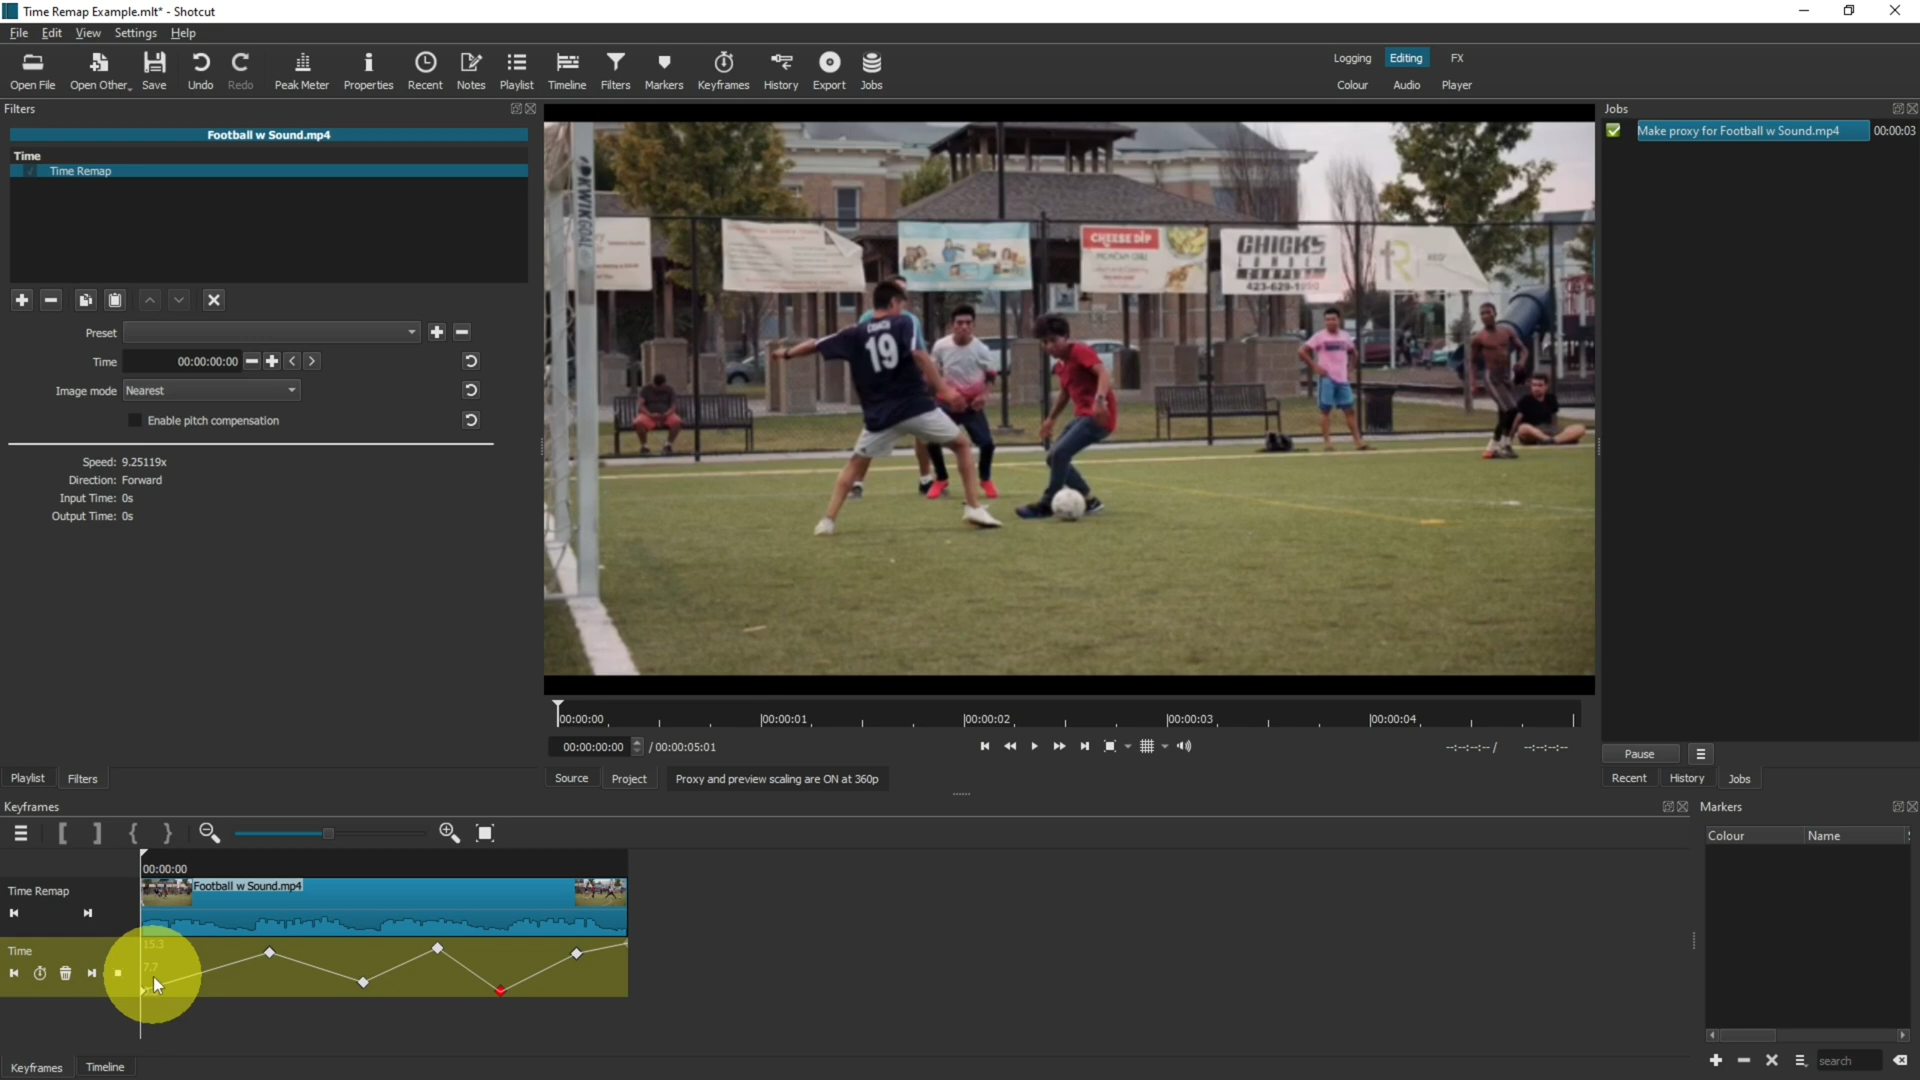 Time Remap Example.mlt* - Shotcut
File Edit View Settings Help
Open File Open Other Save Undo Redo Peak Meter Properties Recent Notes Playlist Timeline Filters Markers Keyframes History Export Jobs
Logging Editing FX
Colour Audio Player
Filters
Football w Sound.mp4
Time
Time Remap
Preset
Time 00:00:00:00
Image mode Nearest
Enable pitch compensation
Speed: 9.25119x
Direction: Forward
Input Time: 0s
Output Time: 0s
Playlist Filters
KWIKGOAL
CHEESE DIP
CHICKS
LUMBER
COMPANY
19
00:00:00 00:00:01 00:00:02 00:00:03 00:00:04
00:00:00:00 / 00:00:05:01
--:--:--:-- / --:--:--:--
Source Project Proxy and preview scaling are ON at 360p
Jobs
Make proxy for Football w Sound.mp4 00:00:03
Pause
Recent History Jobs
Keyframes
00:00:00
Time Remap
Football w Sound.mp4
Time
15.3
7.7
Keyframes Timeline
Markers
Colour Name
search